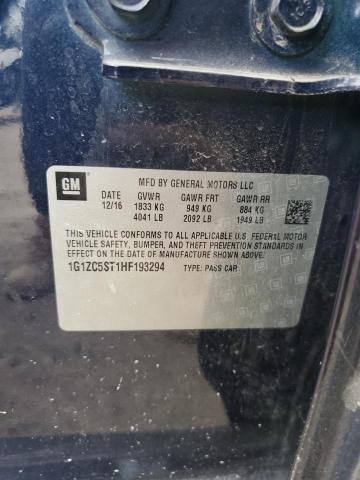 GM
MFD BY GENERAL MOTORS LLC
DATE GVWR GAWR FRT GAWR RR
12/16 1833 KG 949 KG 884 KG
4041 LB 2092 LB 1949 LB
THIS VEHICLE CONFORMS TO ALL APPLICABLE U.S. FEDERAL MOTOR
VEHICLE SAFETY, BUMPER, AND THEFT PREVENTION STANDARDS IN
EFFECT ON THE DATE OF MANUFACTURE SHOWN ABOVE.
1G1ZC5ST1HF193294 TYPE: PASS CAR